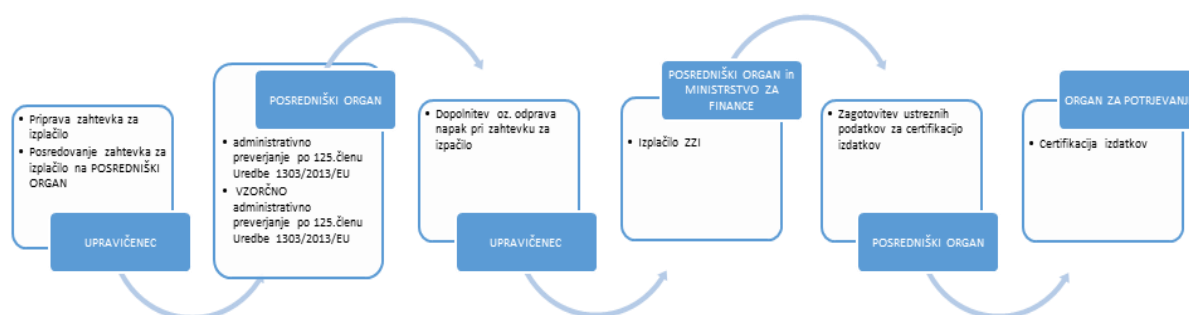 • Priprava zahtevka za
izplačilo
• Posredovanje zahtevka za
izplačilo na POSREDNIŠKI
ORGAN
UPRAVIČENEC
POSREDNIŠKI ORGAN
• administrativno
preverjanje po 125.členu
Uredbe 1303/2013/EU
• VZORČNO
administrativno
preverjanje po 125.členu
Uredbe 1303/2013/EU
• Dopolnitev oz. odprava
napak pri zahtevku za
izpačilo
UPRAVIČENEC
POSREDNIŠKI ORGAN in
MINISTRSTVO ZA
FINANCE
• Izplačilo ZZI
• Zagotovitev ustreznih
podatkov za certifikacijo
izdatkov
POSREDNIŠKI ORGAN
ORGAN ZA POTRJEVANJE
• Certifikacija izdatkov